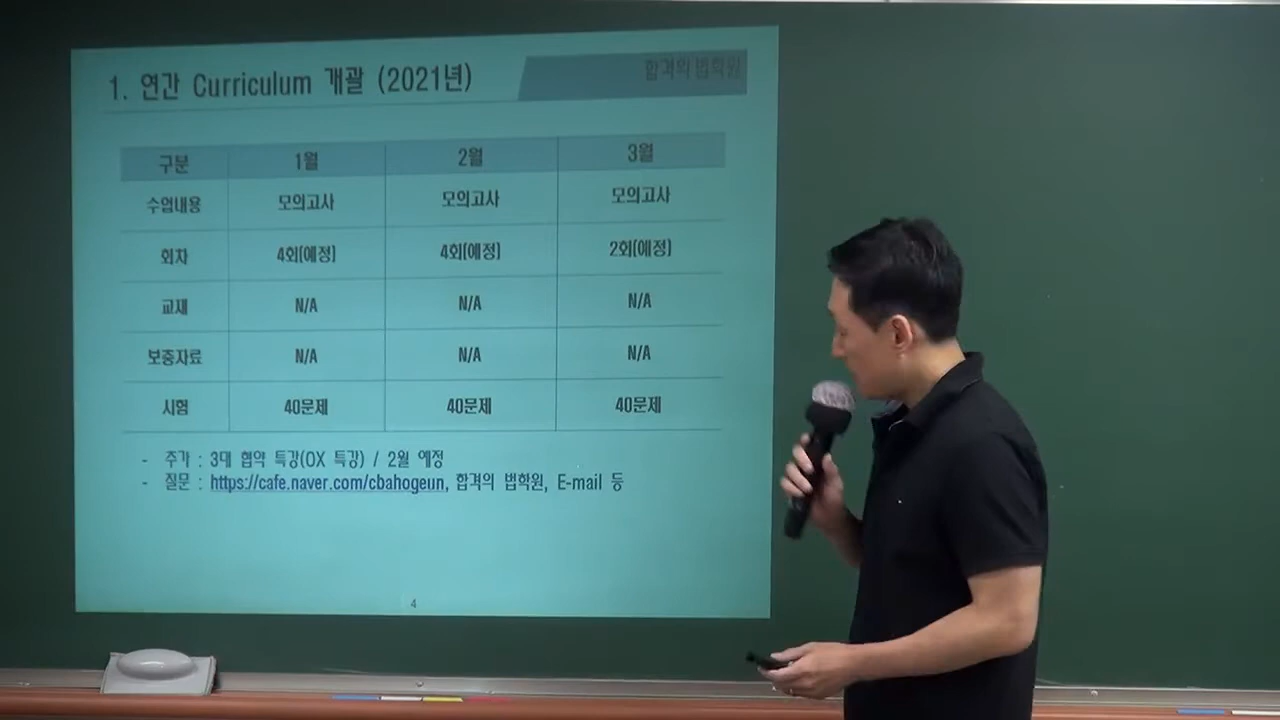 1. 연간 Curriculum 개괄 (2021년)
합격의 법학원
구분 1월 2월 3월
수업내용 모의고사 모의고사 모의고사
회차 4회(예정) 4회(예정) 2회(예정)
교재 N/A N/A N/A
보충자료 N/A N/A N/A
시험 40문제 40문제 40문제
- 주가 : 3대 협약 특강(OX 특강) / 2월 예정
- 질문 : https://cafe.naver.com/cbahogeun, 합격의 법학원, E-mail 등
4